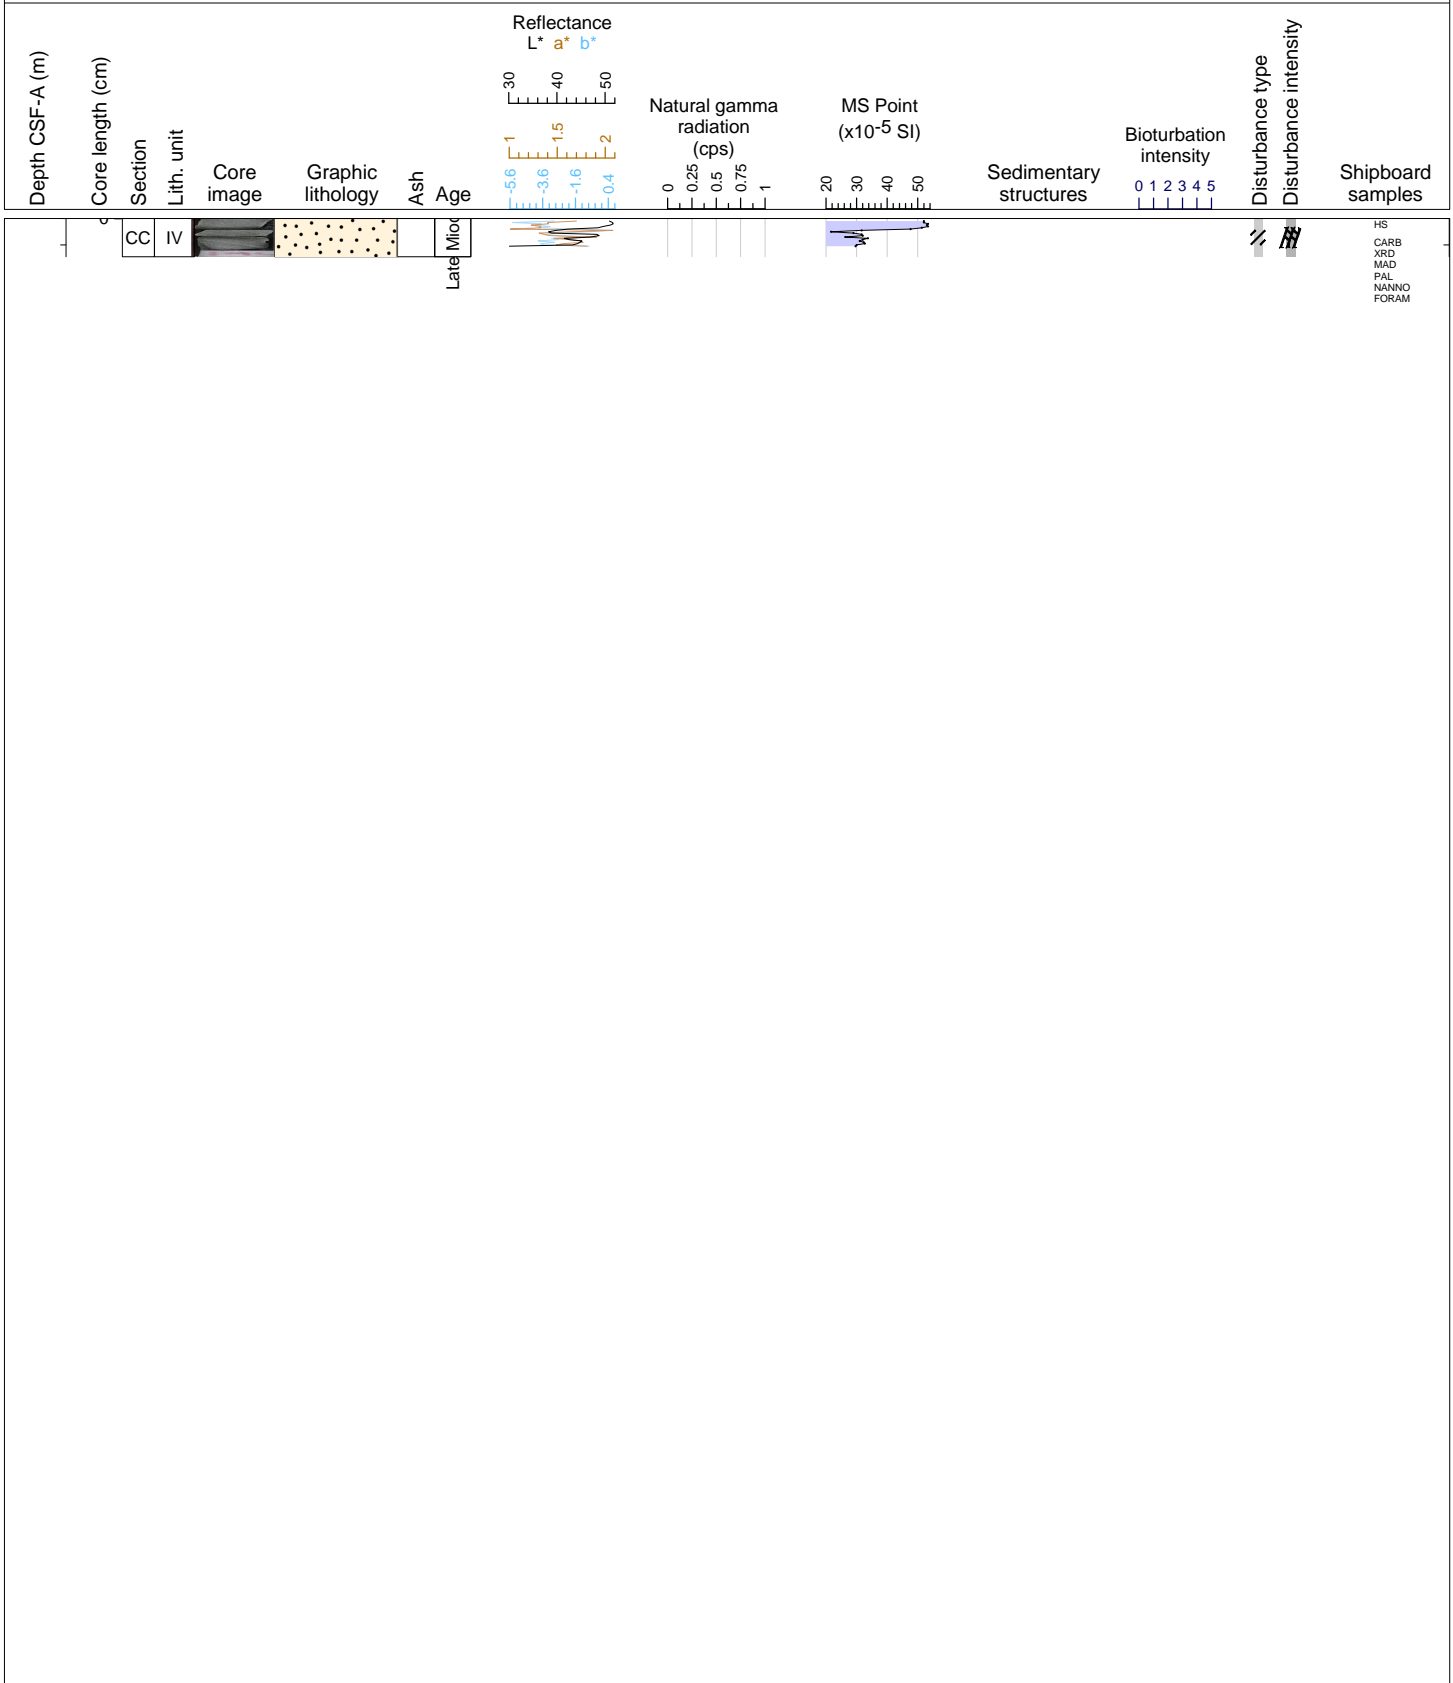 Depth CSF-A (m)
Core length (cm)
Section
Lith. unit
Core
image
Graphic
lithology
Ash
Age
Reflectance
L* a* b*
30 40 50
1 1.5 2
-5.6 -3.6 -1.6 0.4
Natural gamma
radiation
(cps)
0 0.25 0.5 0.75 1
MS Point
(x10-5 SI)
20 30 40 50
Sedimentary
structures
Bioturbation
intensity
0 1 2 3 4 5
Disturbance type
Disturbance intensity
Shipboard
samples
CC
IV
Late Mioc
HS
CARB
XRD
MAD
PAL
NANNO
FORAM